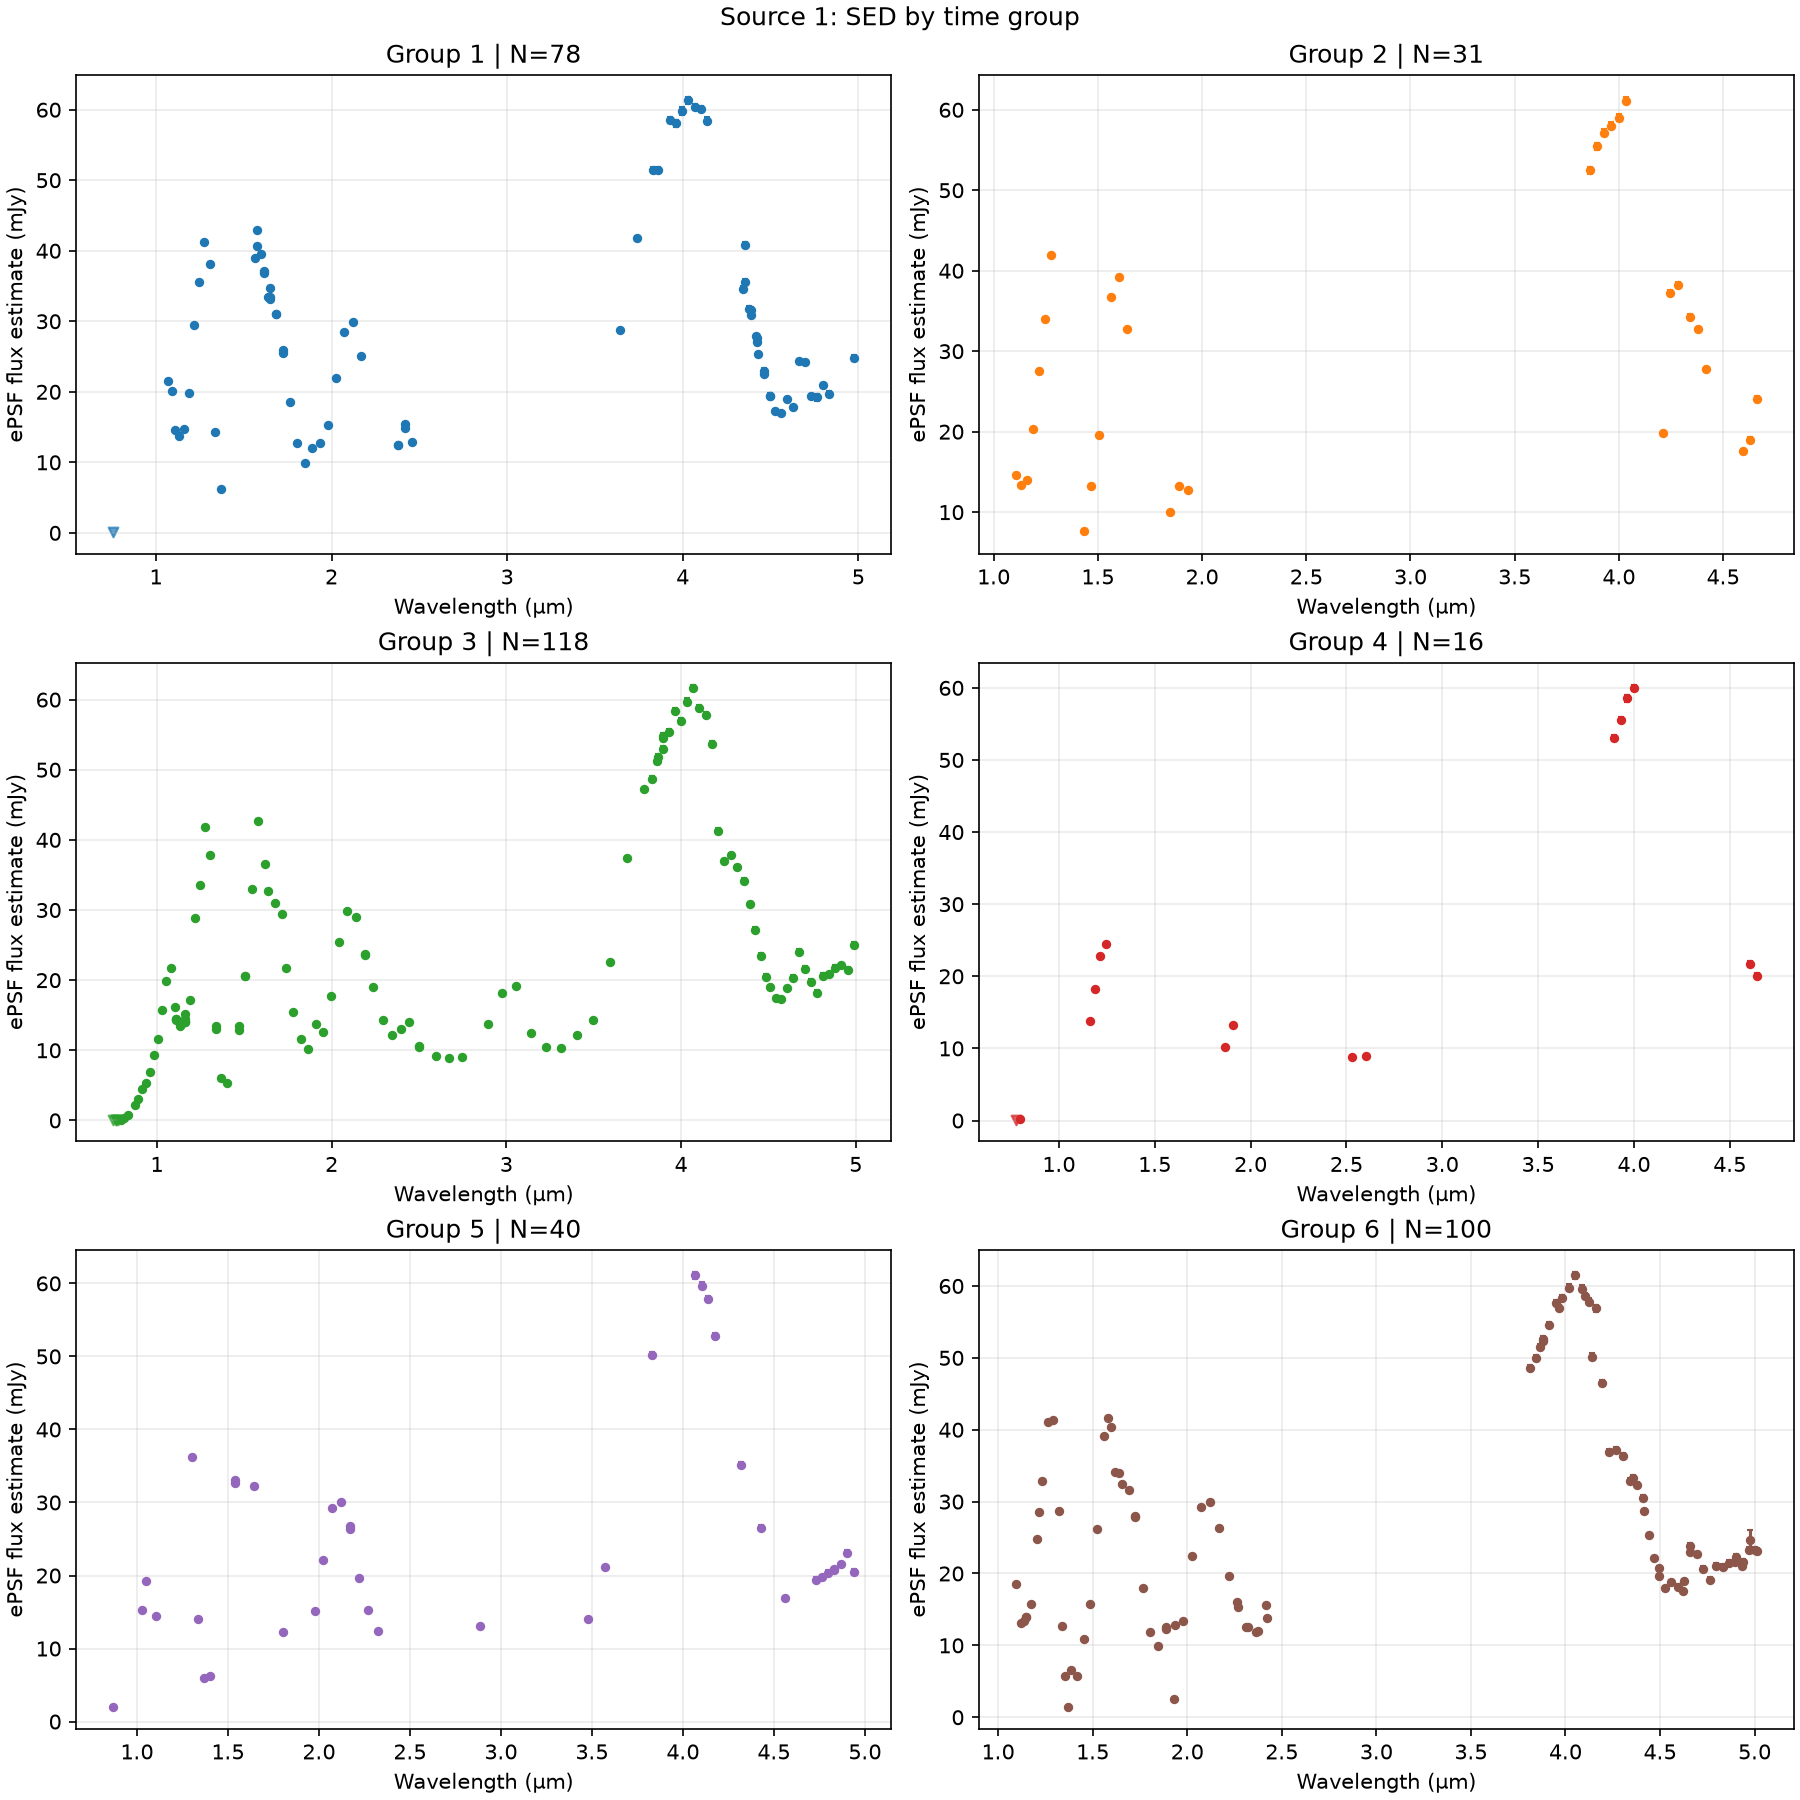 Source 1: SED by time group
Group 1 | N=78
ePSF flux estimate (mJy)
60
50
40
30
20
10
0
1 2 3 4 5
Wavelength (μm)
Group 2 | N=31
ePSF flux estimate (mJy)
60
50
40
30
20
10
1.0 1.5 2.0 2.5 3.0 3.5 4.0 4.5
Wavelength (μm)
Group 3 | N=118
ePSF flux estimate (mJy)
60
50
40
30
20
10
0
1 2 3 4 5
Wavelength (μm)
Group 4 | N=16
ePSF flux estimate (mJy)
60
50
40
30
20
10
0
1.0 1.5 2.0 2.5 3.0 3.5 4.0 4.5
Wavelength (μm)
Group 5 | N=40
ePSF flux estimate (mJy)
60
50
40
30
20
10
0
1.0 1.5 2.0 2.5 3.0 3.5 4.0 4.5 5.0
Wavelength (μm)
Group 6 | N=100
ePSF flux estimate (mJy)
60
50
40
30
20
10
0
1.0 1.5 2.0 2.5 3.0 3.5 4.0 4.5 5.0
Wavelength (μm)